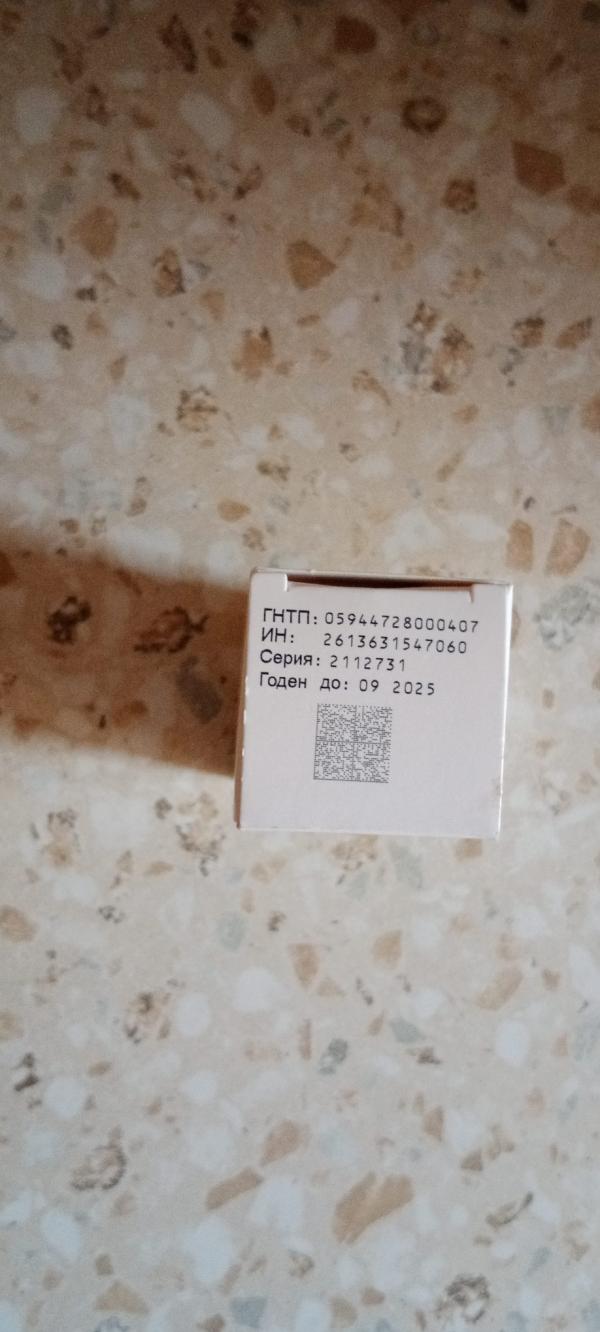 ГНТП: 05944728000407
ИН: 2613631547060
Серия: 2112731
Годен до: 09 2025